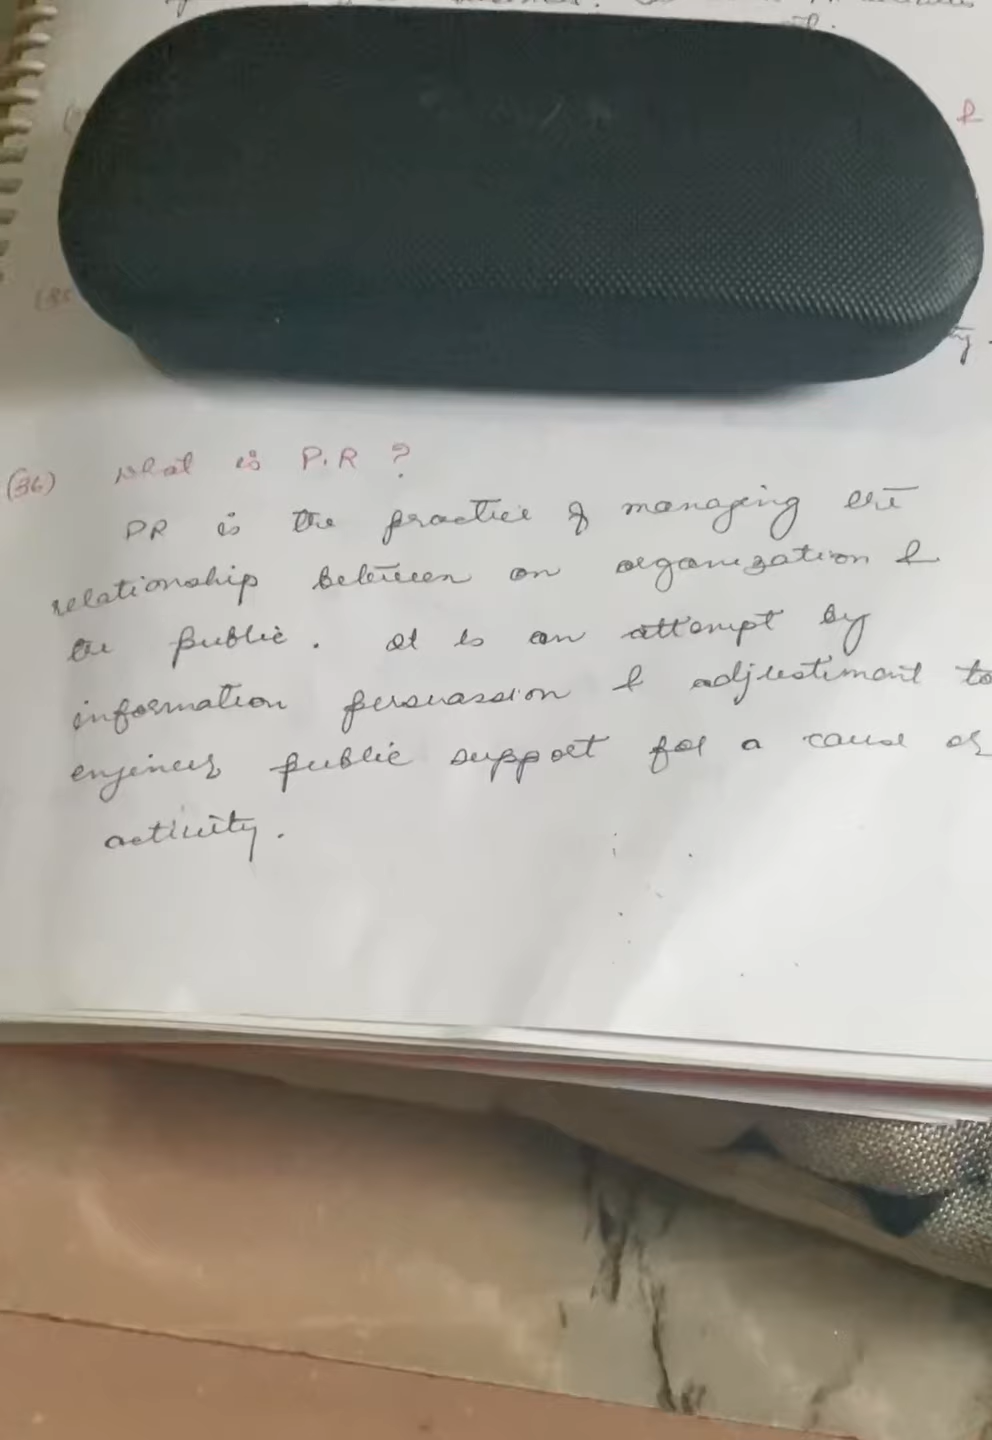 (36) What is P.R ?
PR is the practice of managing the
relationship between an organization &
the public. It is an attempt by
information persuassion & adjustment to
engineer public support for a cause or
activity.